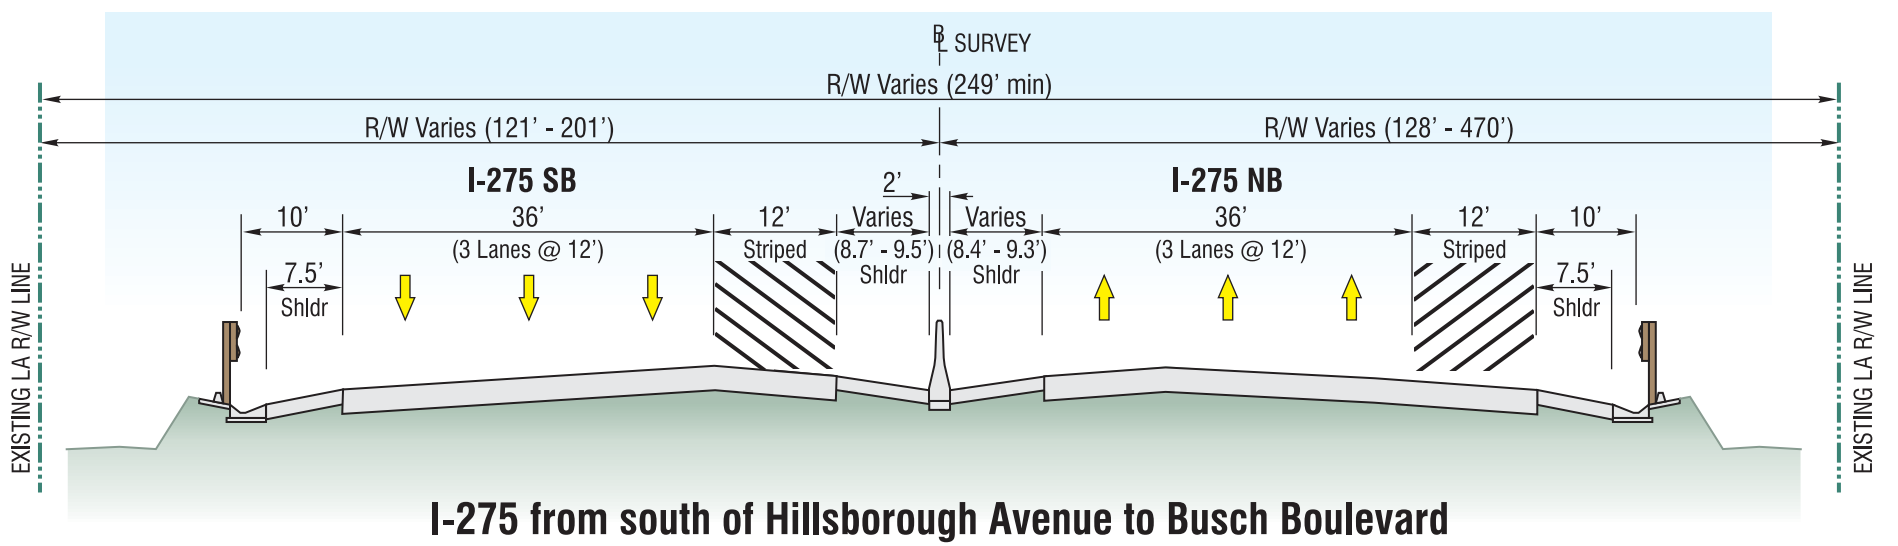 BL SURVEY
R/W Varies (249’ min)
R/W Varies (121’ - 201’)
R/W Varies (128’ - 470’)
I-275 SB
2’
I-275 NB
10’
36’
12’
Varies
Varies
36’
12’
10’
(3 Lanes @ 12’)
Striped
(8.7’ - 9.5’)
(8.4’ - 9.3’)
(3 Lanes @ 12’)
Striped
7.5’
Shldr
Shldr
7.5’
Shldr
Shldr
EXISTING LA R/W LINE
EXISTING LA R/W LINE
I-275 from south of Hillsborough Avenue to Busch Boulevard